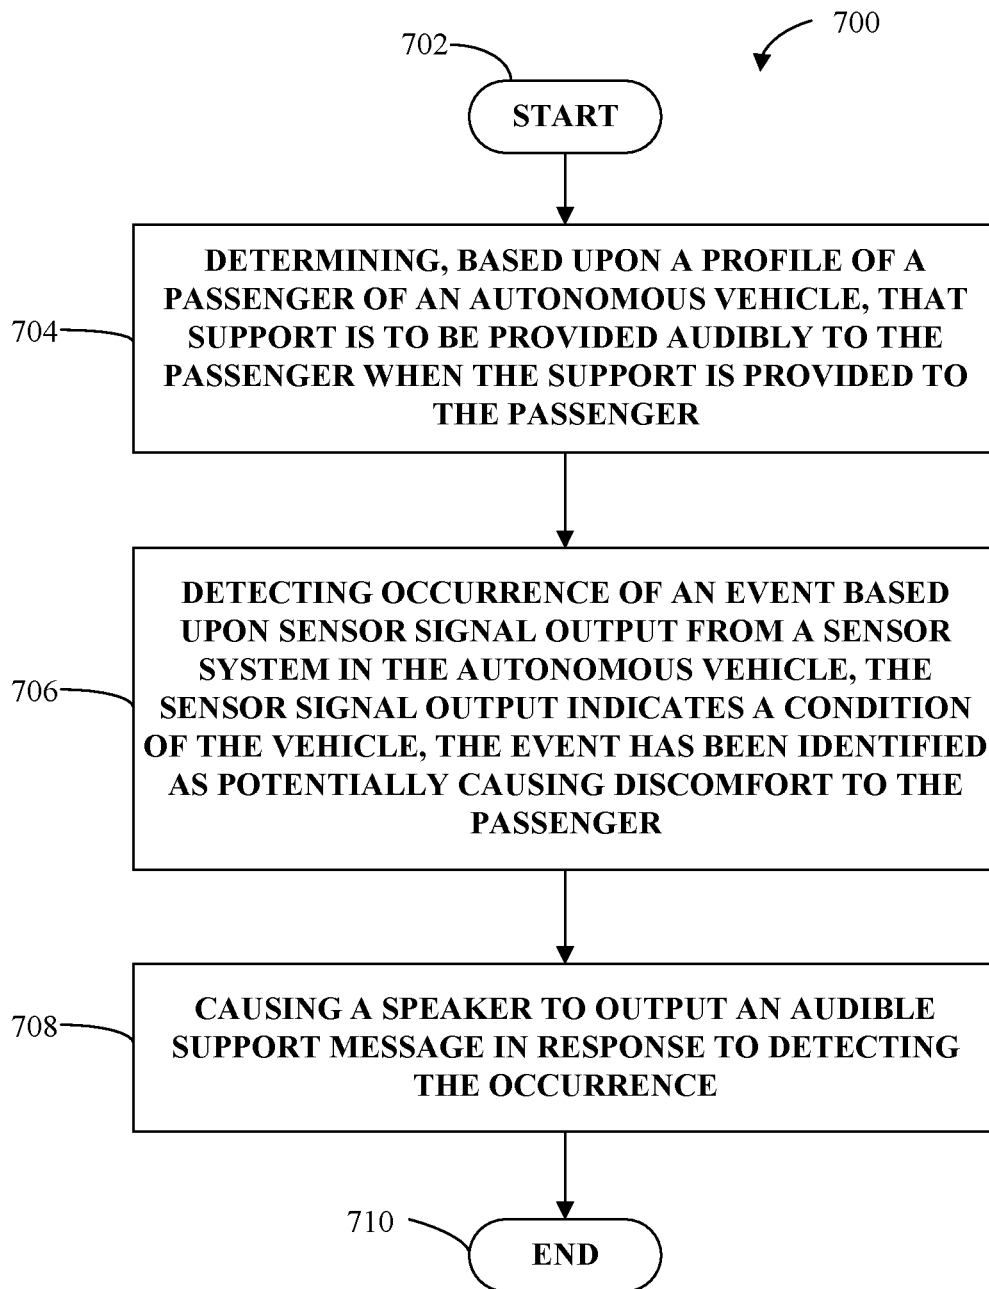 700
702
START
704
DETERMINING, BASED UPON A PROFILE OF A
PASSENGER OF AN AUTONOMOUS VEHICLE, THAT
SUPPORT IS TO BE PROVIDED AUDIBLY TO THE
PASSENGER WHEN THE SUPPORT IS PROVIDED TO
THE PASSENGER
706
DETECTING OCCURRENCE OF AN EVENT BASED
UPON SENSOR SIGNAL OUTPUT FROM A SENSOR
SYSTEM IN THE AUTONOMOUS VEHICLE, THE
SENSOR SIGNAL OUTPUT INDICATES A CONDITION
OF THE VEHICLE, THE EVENT HAS BEEN IDENTIFIED
AS POTENTIALLY CAUSING DISCOMFORT TO THE
PASSENGER
708
CAUSING A SPEAKER TO OUTPUT AN AUDIBLE
SUPPORT MESSAGE IN RESPONSE TO DETECTING
THE OCCURRENCE
710
END